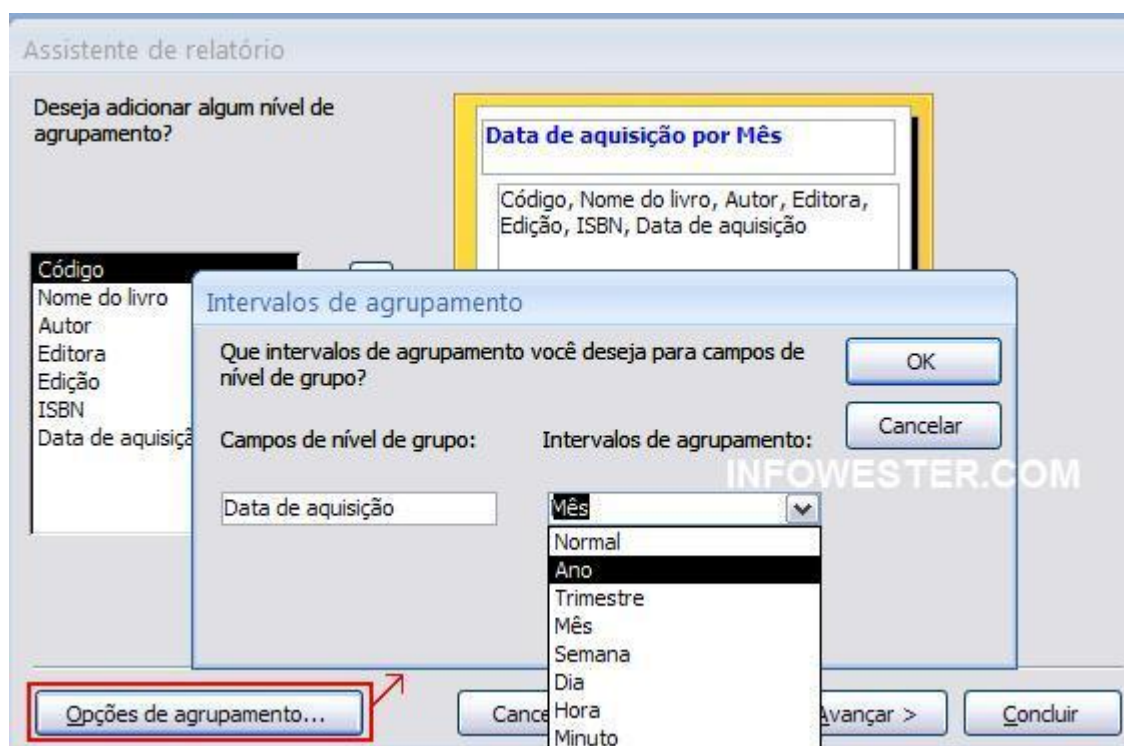 Assistente de relatório
Deseja adicionar algum nível de
agrupamento?
Data de aquisição por Mês
Código, Nome do livro, Autor, Editora,
Edição, ISBN, Data de aquisição
Código
Nome do livro
Autor
Editora
Edição
ISBN
Data de aquisiçã
Intervalos de agrupamento
Que intervalos de agrupamento você deseja para campos de
nível de grupo?
OK
Cancelar
Campos de nível de grupo:
Intervalos de agrupamento:
INFOWESTER.COM
Data de aquisição
Mês
Normal
Ano
Trimestre
Mês
Semana
Dia
Hora
Minuto
Opções de agrupamento...
Cance
Avançar >
Concluir